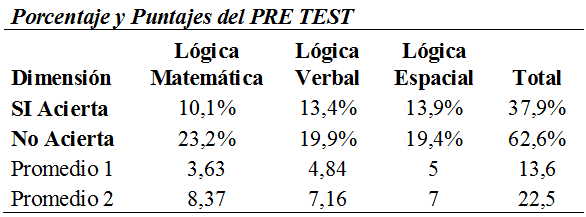 Porcentaje y Puntajes del PRE TEST
Dimensión Lógica Matemática Lógica Verbal Lógica Espacial Total
SI Acierta 10,1% 13,4% 13,9% 37,9%
No Acierta 23,2% 19,9% 19,4% 62,6%
Promedio 1 3,63 4,84 5 13,6
Promedio 2 8,37 7,16 7 22,5